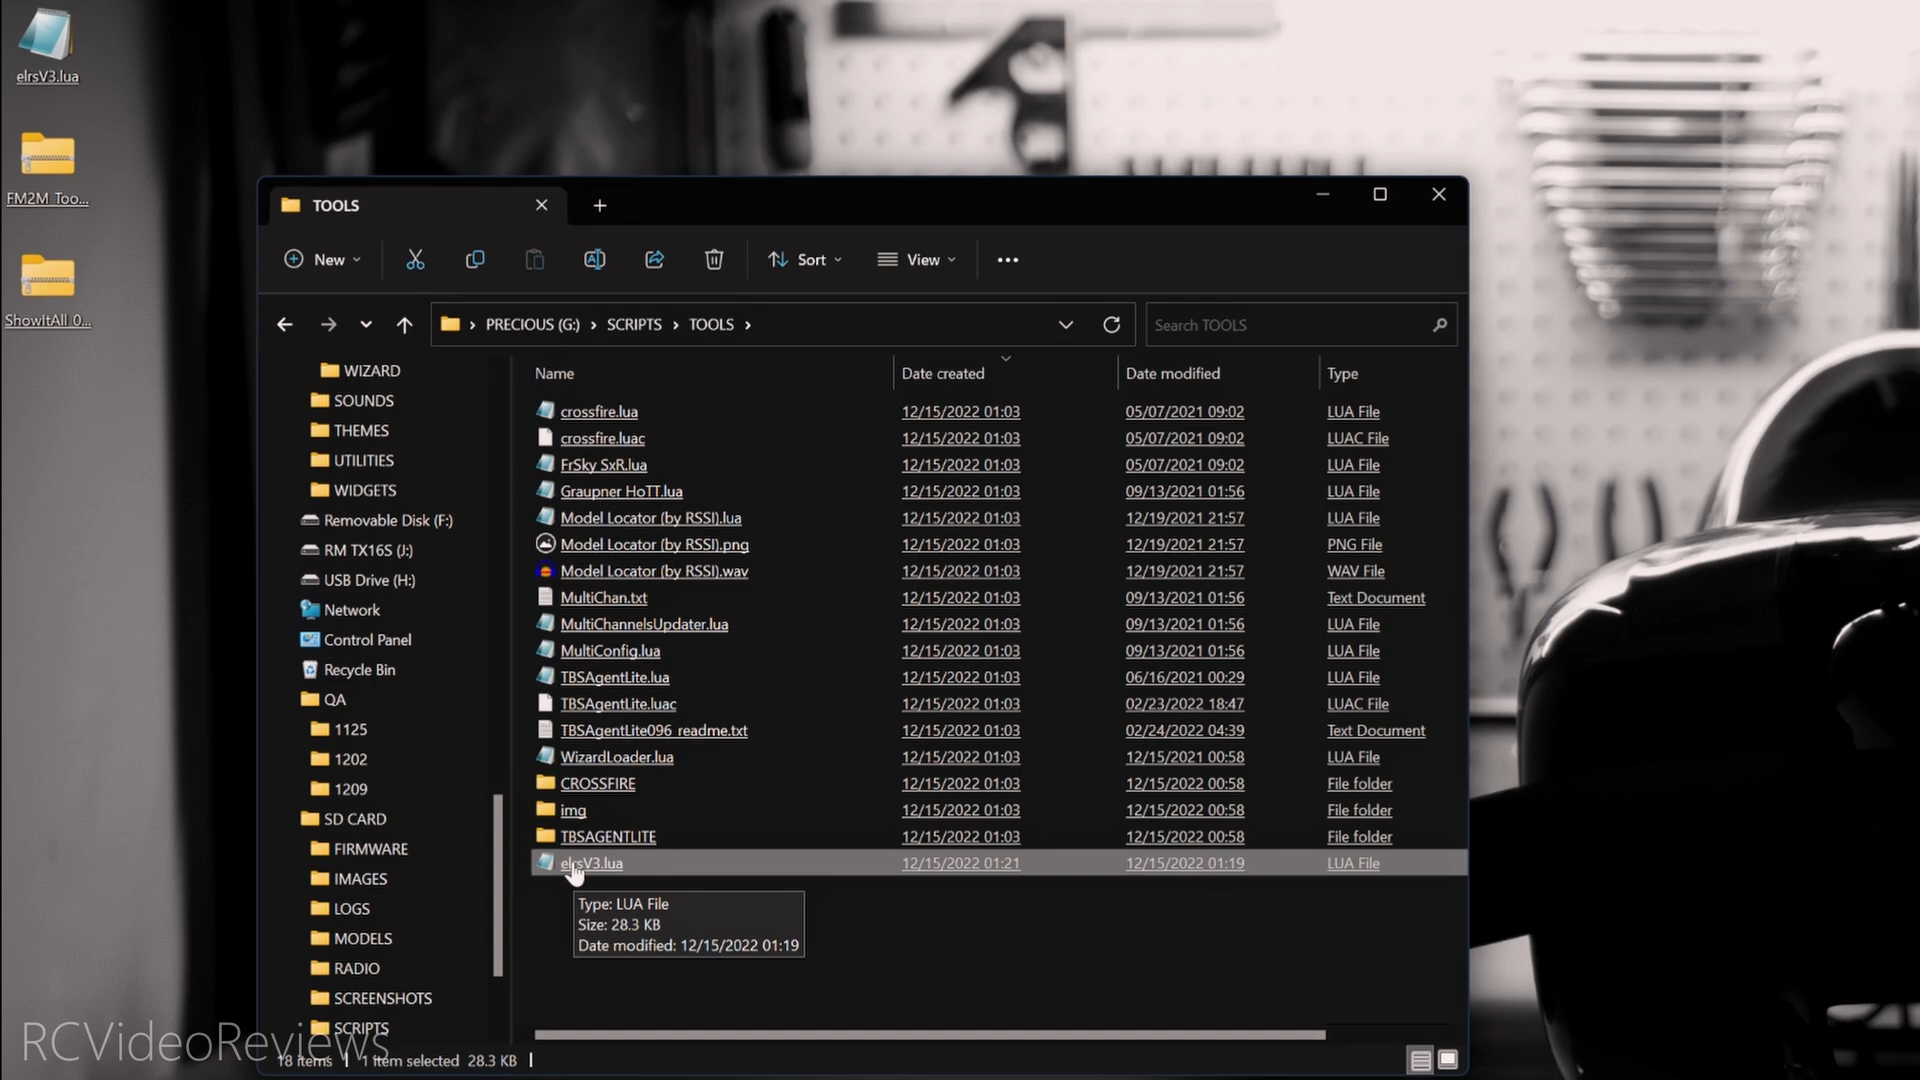 elrsV3.lua
FM2M_Too...
ShowItAll_0...
TOOLS
New
Sort
View
PRECIOUS (G:) > SCRIPTS > TOOLS >
Search TOOLS
WIZARD
SOUNDS
THEMES
UTILITIES
WIDGETS
Removable Disk (F:)
RM TX16S (J:)
USB Drive (H:)
Network
Control Panel
Recycle Bin
QA
1125
1202
1209
SD CARD
FIRMWARE
IMAGES
LOGS
MODELS
RADIO
SCREENSHOTS
SCRIPTS
Name Date created Date modified Type
crossfire.lua 12/15/2022 01:03 05/07/2021 09:02 LUA File
crossfire.luac 12/15/2022 01:03 05/07/2021 09:02 LUAC File
FrSky SxR.lua 12/15/2022 01:03 05/07/2021 09:02 LUA File
Graupner HoTT.lua 12/15/2022 01:03 09/13/2021 01:56 LUA File
Model Locator (by RSSI).lua 12/15/2022 01:03 12/19/2021 21:57 LUA File
Model Locator (by RSSI).png 12/15/2022 01:03 12/19/2021 21:57 PNG File
Model Locator (by RSSI).wav 12/15/2022 01:03 12/19/2021 21:57 WAV File
MultiChan.txt 12/15/2022 01:03 09/13/2021 01:56 Text Document
MultiChannelsUpdater.lua 12/15/2022 01:03 09/13/2021 01:56 LUA File
MultiConfig.lua 12/15/2022 01:03 09/13/2021 01:56 LUA File
TBSAgentLite.lua 12/15/2022 01:03 06/16/2021 00:29 LUA File
TBSAgentLite.luac 12/15/2022 01:03 02/23/2022 18:47 LUAC File
TBSAgentLite096_readme.txt 12/15/2022 01:03 02/24/2022 04:39 Text Document
WizardLoader.lua 12/15/2022 01:03 12/15/2021 00:58 LUA File
CROSSFIRE 12/15/2022 01:03 12/15/2022 00:58 File folder
img 12/15/2022 01:03 12/15/2022 00:58 File folder
TBSAGENTLITE 12/15/2022 01:03 12/15/2022 00:58 File folder
elrsV3.lua 12/15/2022 01:21 12/15/2022 01:19 LUA File
Type: LUA File
Size: 28.3 KB
Date modified: 12/15/2022 01:19
RCVideoReviews
18 items 1 item selected 28.3 KB